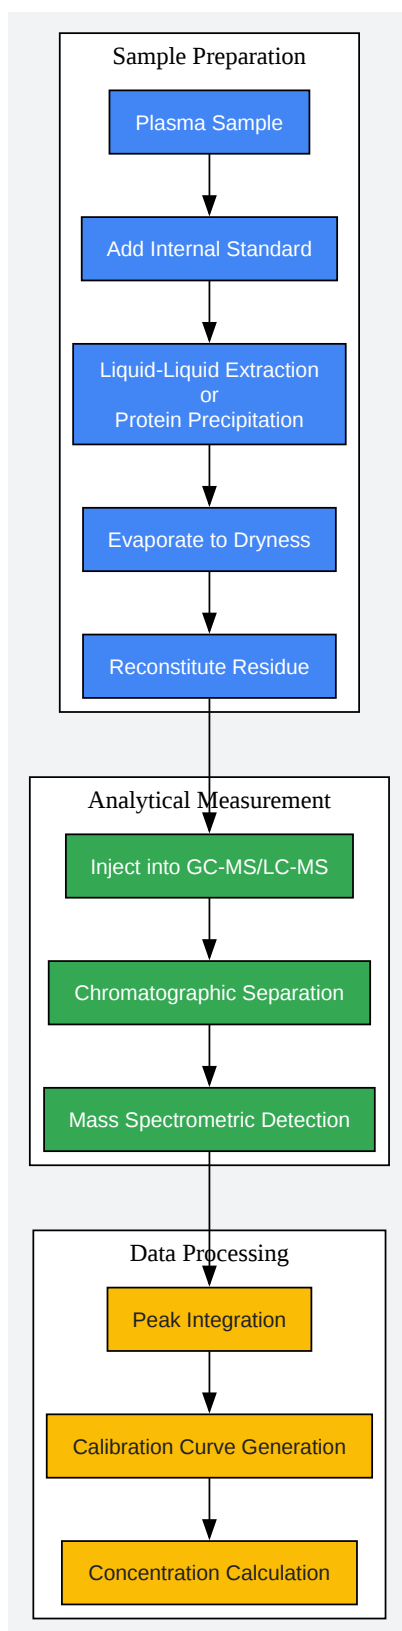 Sample Preparation
Plasma Sample
Add Internal Standard
Liquid-Liquid Extraction
or
Protein Precipitation
Evaporate to Dryness
Reconstitute Residue
Analytical Measurement
Inject into GC-MS/LC-MS
Chromatographic Separation
Mass Spectrometric Detection
Data Processing
Peak Integration
Calibration Curve Generation
Concentration Calculation